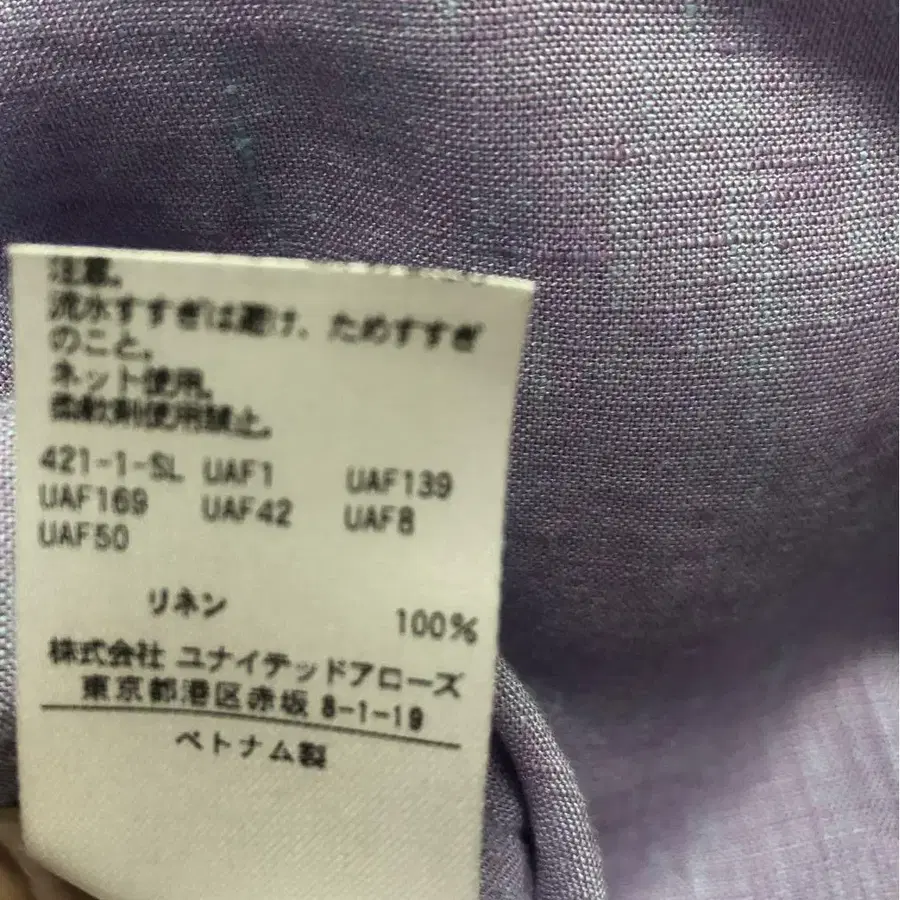 注意。
流水すすぎは避け、ためすすぎ
のこと。
ネット使用。
柔軟剤使用禁止。
421-1-SL UAF1 UAF139
UAF169 UAF42 UAF8
UAF50
リネン 100%
株式会社 ユナイテッドアローズ
東京都港区赤坂 8-1-19
ベトナム製